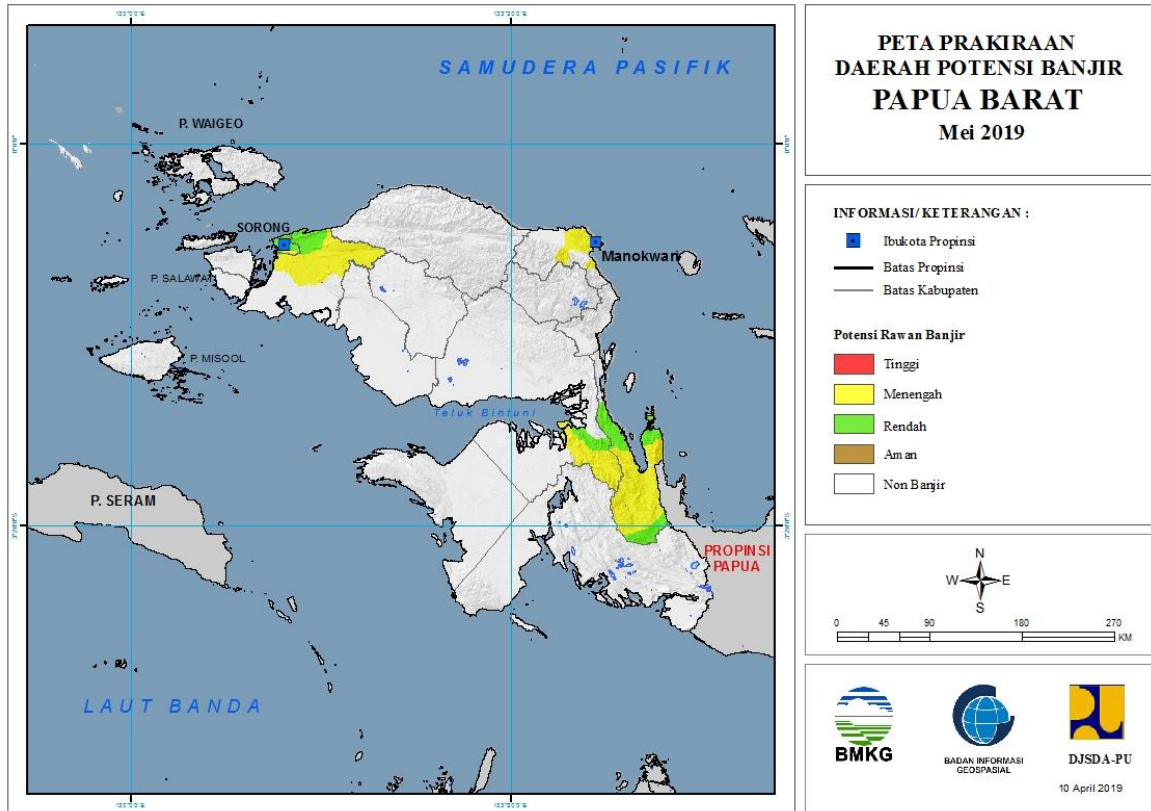 PETA PRAKIRAAN
DAERAH POTENSI BANJIR
PAPUA BARAT
Mei 2019
SAMUDERA PASIFIK
P. WAIGEO
SORONG
Manokwari
P. SALAWATI
P. MISOOL
Teluk Bintuni
P. SERAM
PROPINSI
PAPUA
LAUT BANDA
INFORMASI/ KETERANGAN :
Ibukota Propinsi
Batas Propinsi
Batas Kabupaten
Potensi Rawan Banjir
Tinggi
Menengah
Rendah
Aman
Non Banjir
N
W E
S
0 45 90 180 270
KM
BMKG
BADAN INFORMASI
GEOSPASIAL
DJSDA-PU
10 April 2019